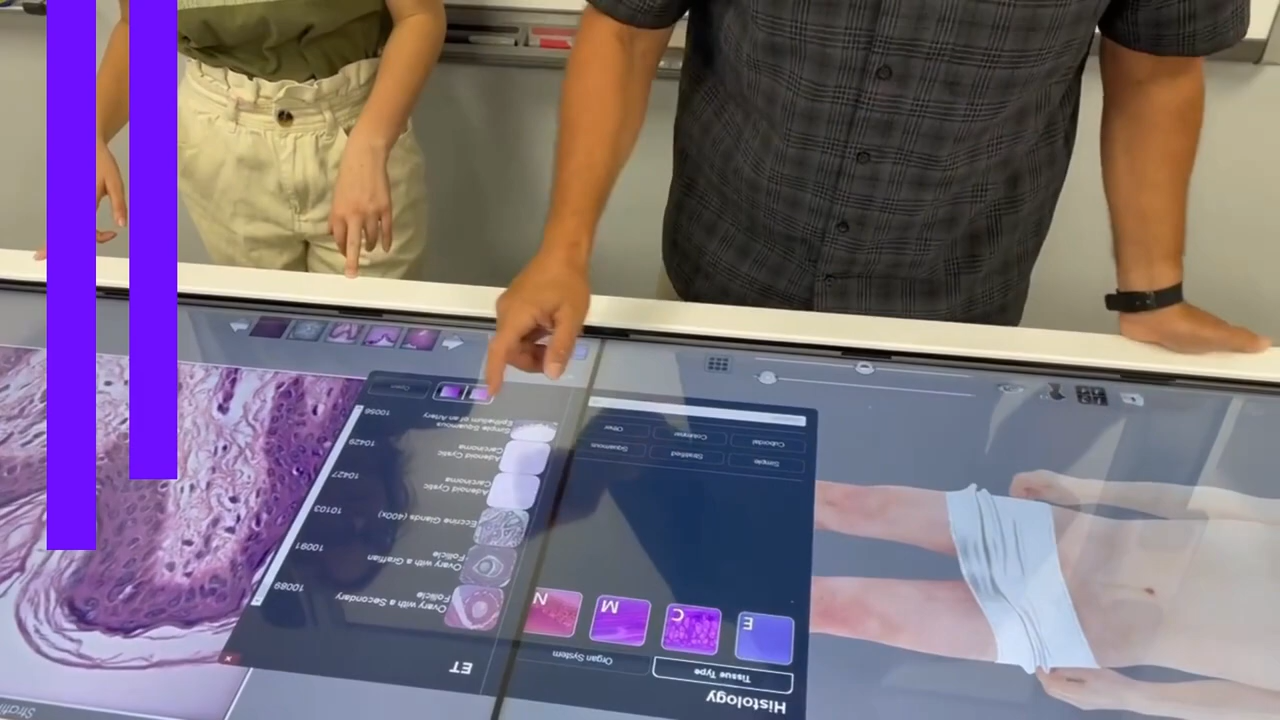 Histology
Tissue Type
Organ System
E
C
M
N
Simple
Stratified
Squamous
Cuboidal
Columnar
Other
ET
Ovary with a Secondary
Follicle
10089
Ovary with a Graffian
Follicle
10091
Eccrine Glands (400x)
10103
Adenoid Cystic
Carcinoma
10427
Adenoid Cystic
Carcinoma
10429
Simple Squamous
Epithelium of an Artery
10056
Open